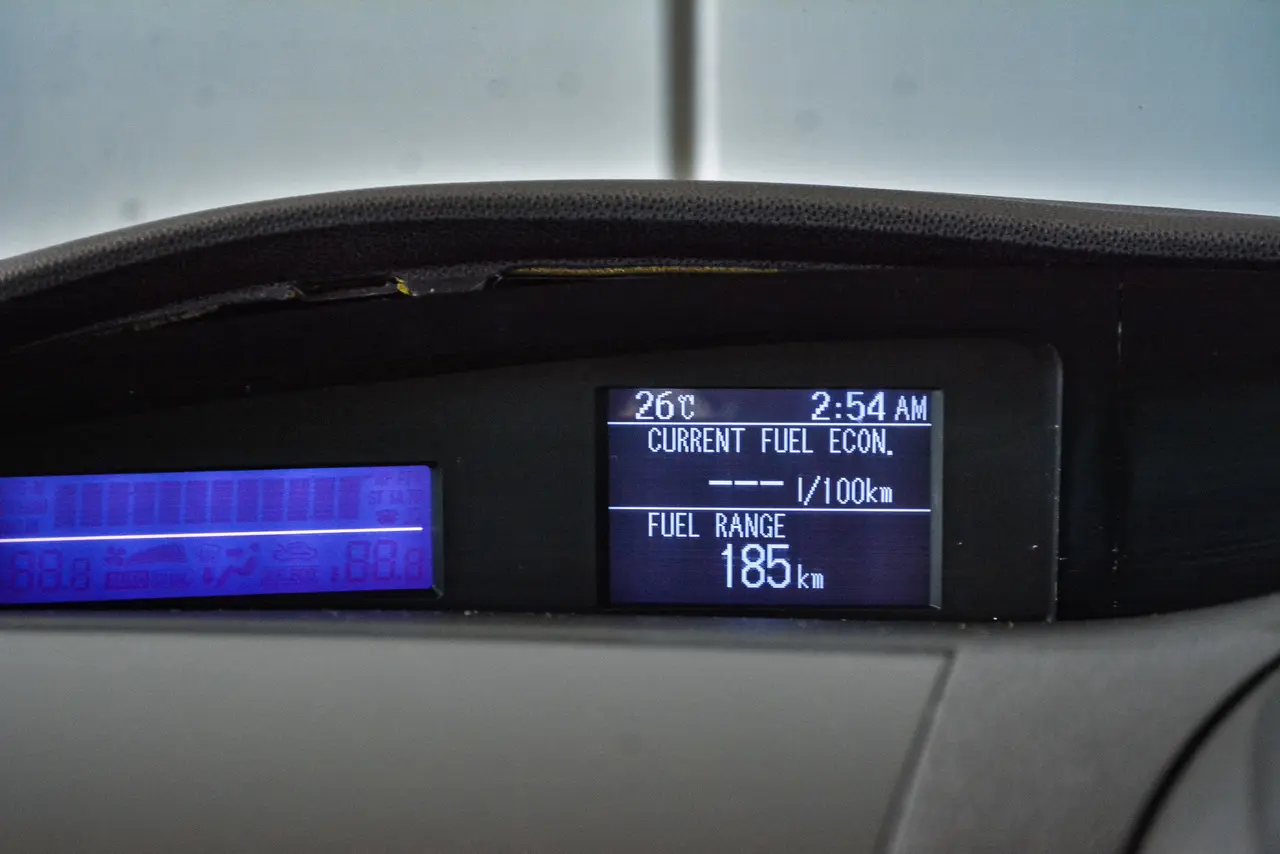 26℃ 2:54 AM
CURRENT FUEL ECON.
--- l/100km
FUEL RANGE
185km